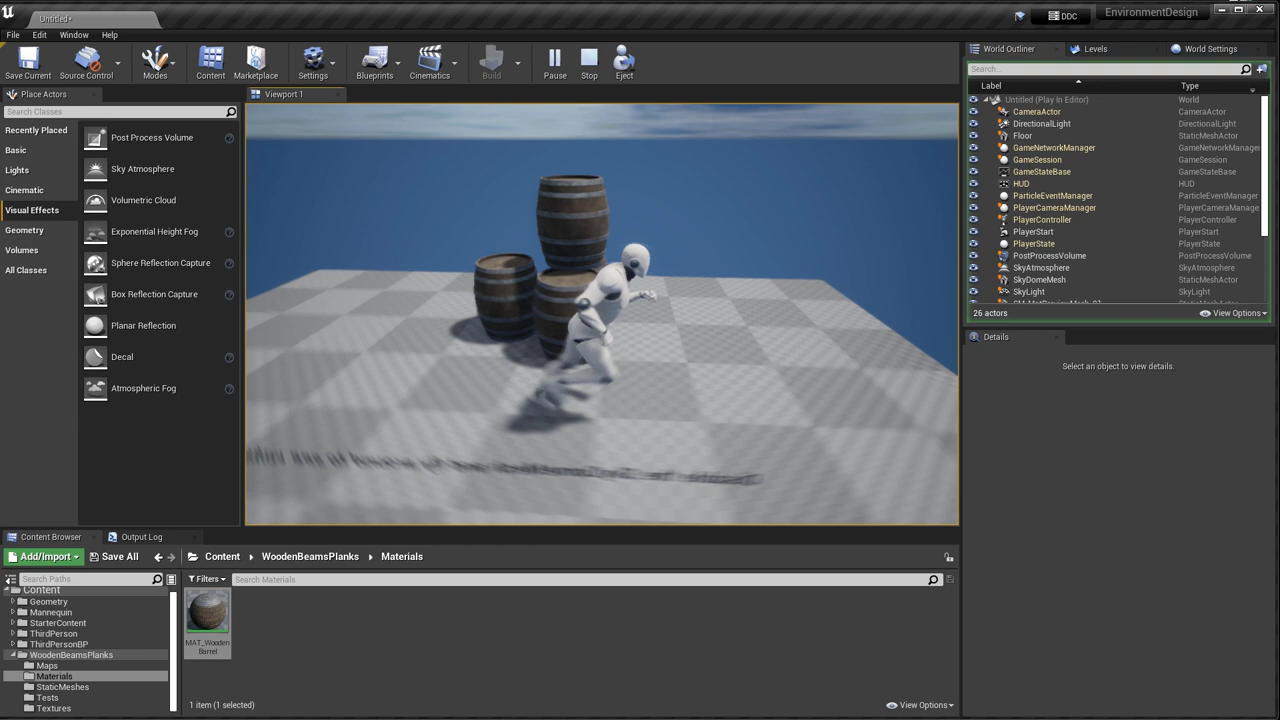 Untitled*
DDC
EnvironmentDesign
File
Edit
Window
Help
Save Current
Source Control
Modes
Content
Marketplace
Settings
Blueprints
Cinematics
Build
Pause
Stop
Eject
Place Actors
Search Classes
Recently Placed
Basic
Lights
Cinematic
Visual Effects
Geometry
Volumes
All Classes
Post Process Volume
Sky Atmosphere
Volumetric Cloud
Exponential Height Fog
Sphere Reflection Capture
Box Reflection Capture
Planar Reflection
Decal
Atmospheric Fog
Viewport 1
World Outliner
Levels
World Settings
Search...
Label Type
Untitled (Play In Editor) World
CameraActor CameraActor
DirectionalLight DirectionalLight
Floor StaticMeshActor
GameNetworkManager GameNetworkManager
GameSession GameSession
GameStateBase GameStateBase
HUD HUD
ParticleEventManager ParticleEventManager
PlayerCameraManager PlayerCameraManage
PlayerController PlayerController
PlayerStart PlayerStart
PlayerState PlayerState
PostProcessVolume PostProcessVolume
SkyAtmosphere SkyAtmosphere
SkyDomeMesh StaticMeshActor
SkyLight SkyLight
26 actors
View Options
Details
Select an object to view details.
Content Browser
Output Log
Add/Import
Save All
Content
WoodenBeamsPlanks
Materials
Search Paths
Filters
Search Materials
Content
Geometry
Mannequin
StarterContent
ThirdPerson
ThirdPersonBP
WoodenBeamsPlanks
Maps
Materials
StaticMeshes
Tests
Textures
MAT_Wooden
Barrel
1 item (1 selected)
View Options